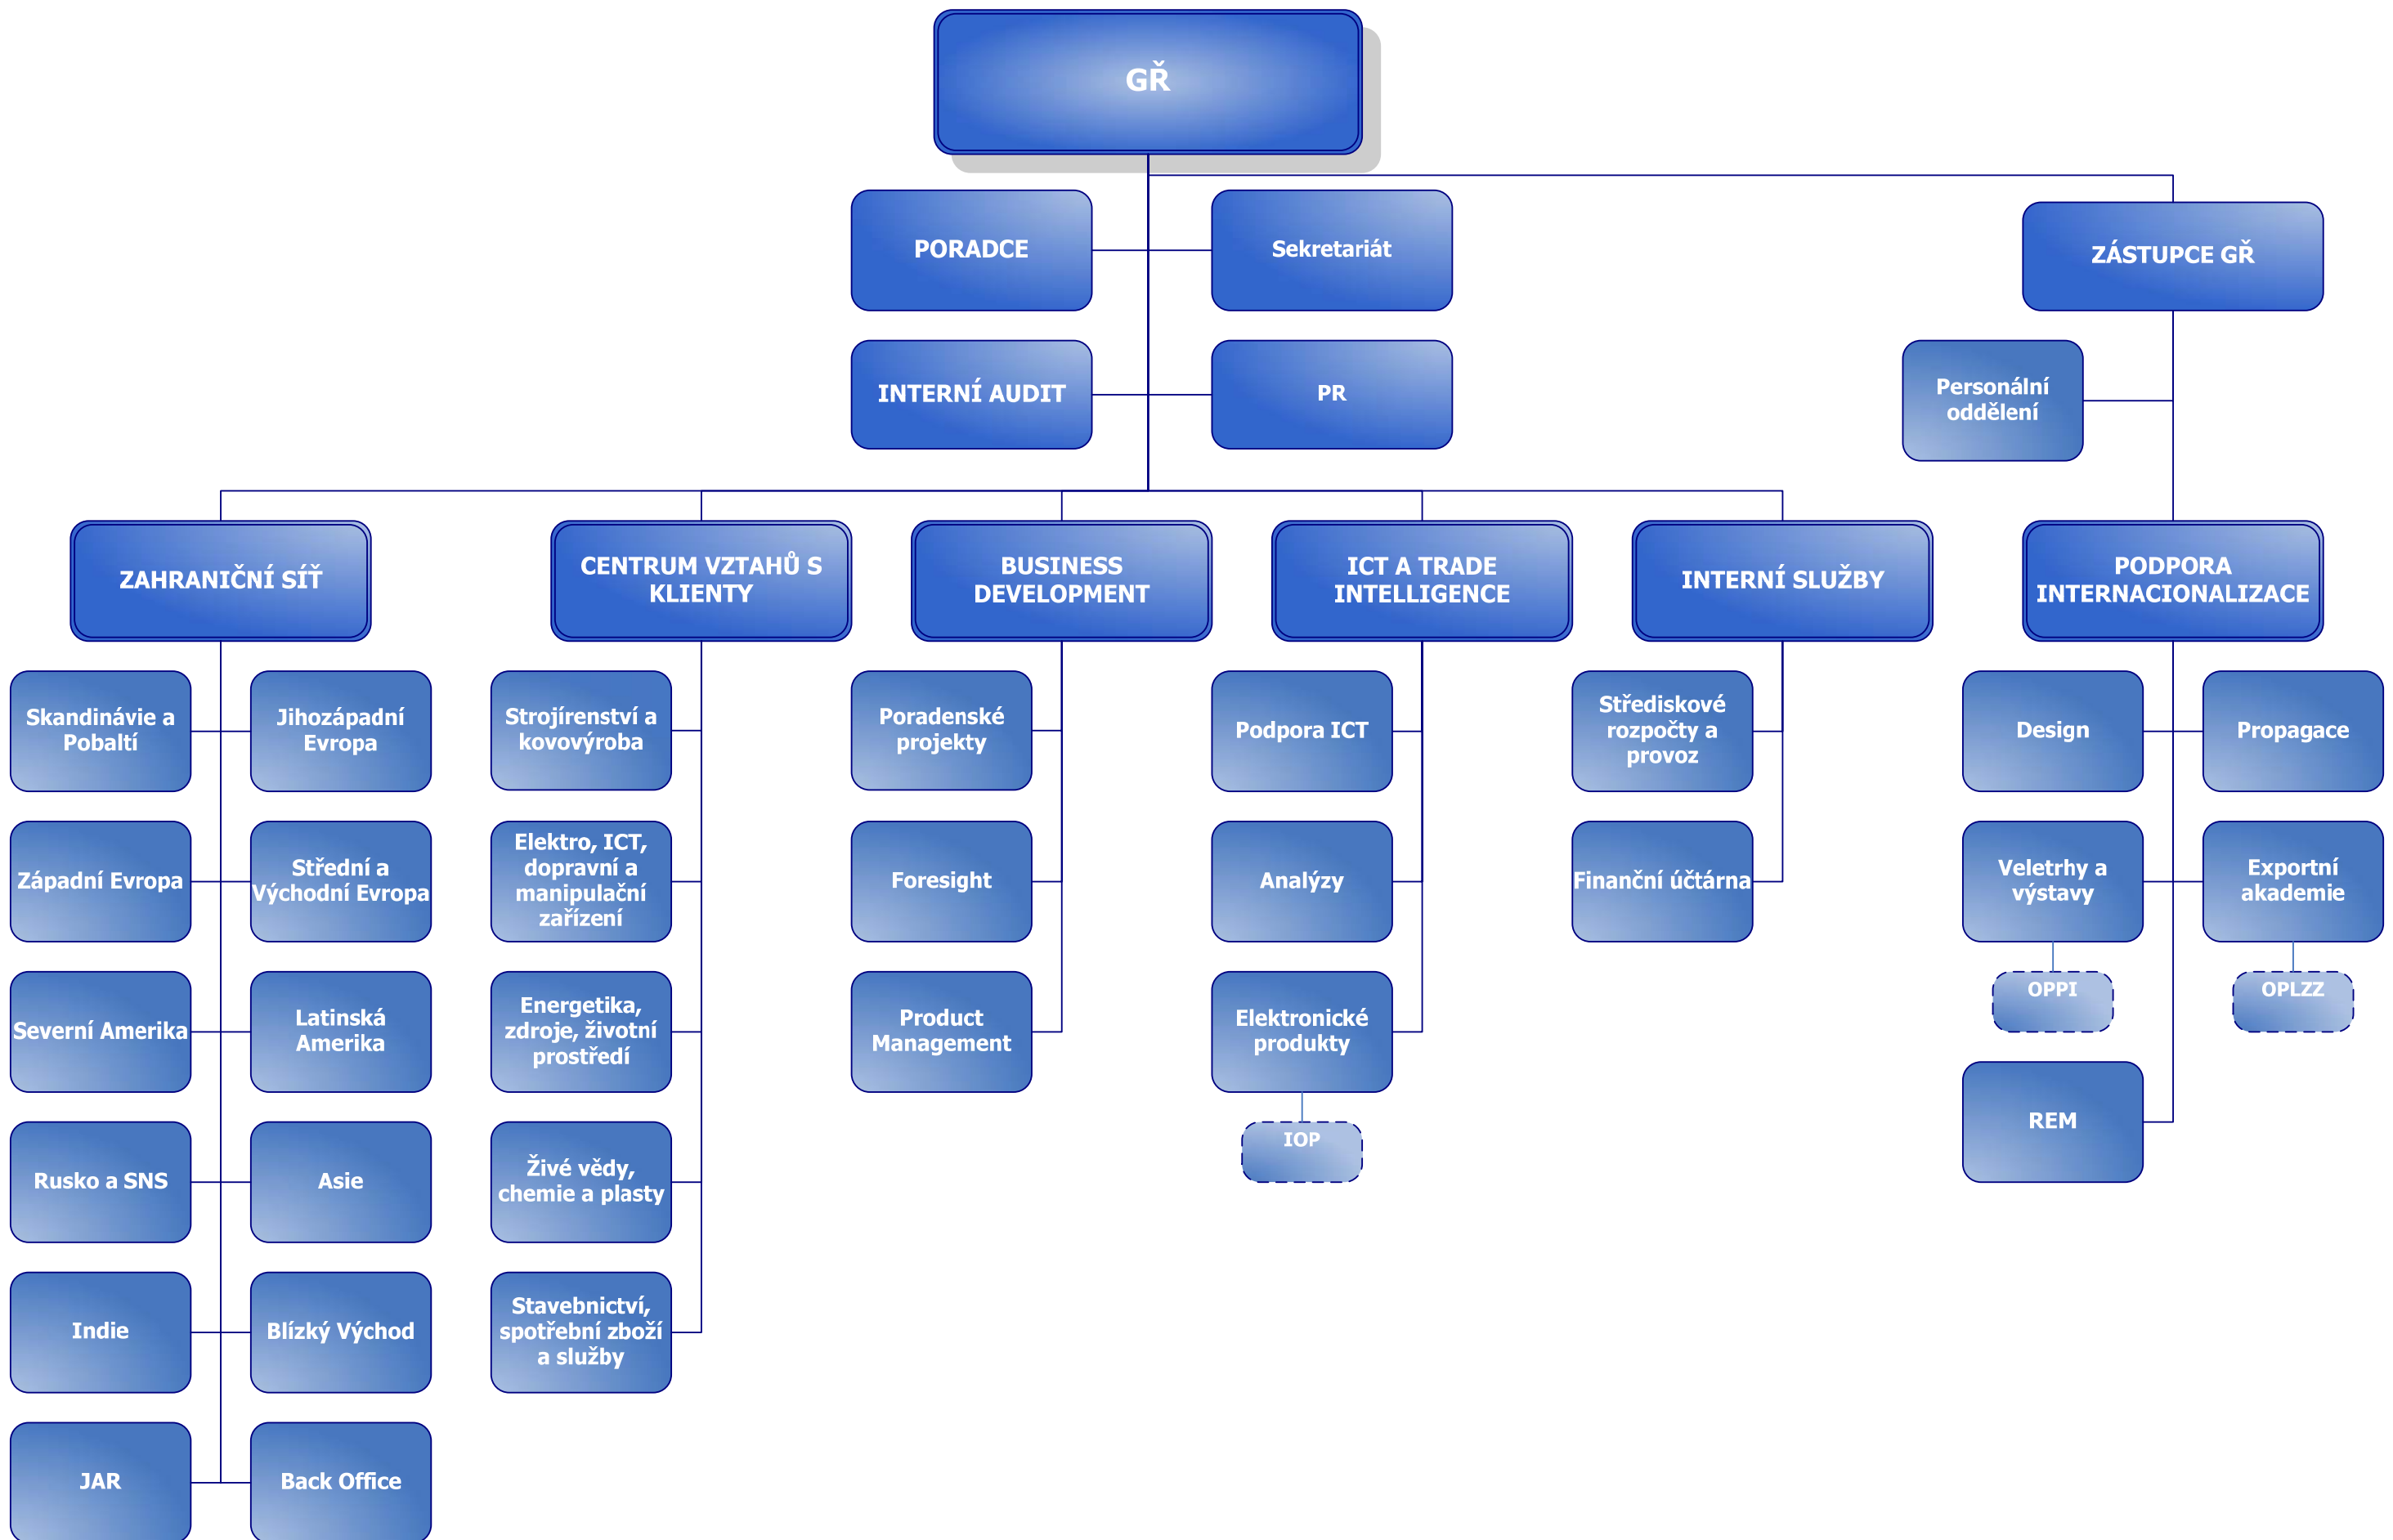 GŘ
PORADCE
Sekretariát
ZÁSTUPCE GŘ
INTERNÍ AUDIT
PR
Personální
oddělení
ZAHRANIČNÍ SÍŤ
CENTRUM VZTAHŮ S
KLIENTY
BUSINESS
DEVELOPMENT
ICT A TRADE
INTELLIGENCE
INTERNÍ SLUŽBY
PODPORA
INTERNACIONALIZACE
Skandinávie a
Pobaltí
Jihozápadní
Evropa
Strojírenství a
kovovýroba
Poradenské
projekty
Podpora ICT
Střediskové
rozpočty a
provoz
Design
Propagace
Západní Evropa
Střední a
Východní Evropa
Elektro, ICT,
dopravní a
manipulační
zařízení
Foresight
Analýzy
Finanční účtárna
Veletrhy a
výstavy
Exportní
akademie
OPPI
OPLZZ
Severní Amerika
Latinská
Amerika
Energetika,
zdroje, životní
prostředí
Product
Management
Elektronické
produkty
IOP
REM
Rusko a SNS
Asie
Živé vědy,
chemie a plasty
Indie
Blízký Východ
Stavebnictví,
spotřební zboží
a služby
JAR
Back Office